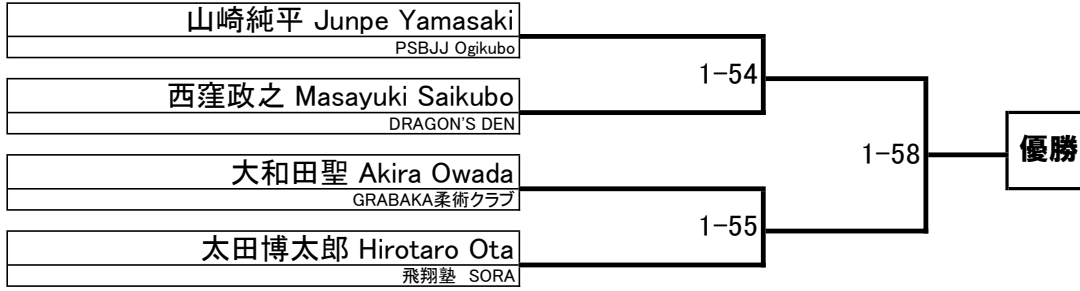 山崎純平 Junpe Yamasaki
PSBJJ Ogikubo
1-54
西窪政之 Masayuki Saikubo
DRAGON'S DEN
1-58
優勝
大和田聖 Akira Owada
GRABAKA柔術クラブ
1-55
太田博太郎 Hirotaro Ota
飛翔塾　SORA